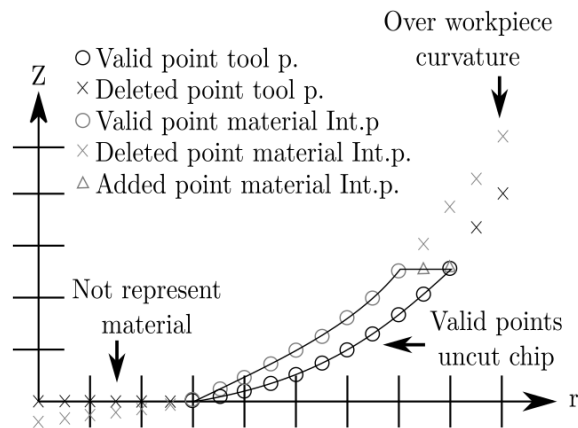 Over workpiece
curvature
Z
Valid point tool p.
Deleted point tool p.
Valid point material Int.p
Deleted point material Int.p.
Added point material Int.p.
Not represent
material
Valid points
uncut chip
r